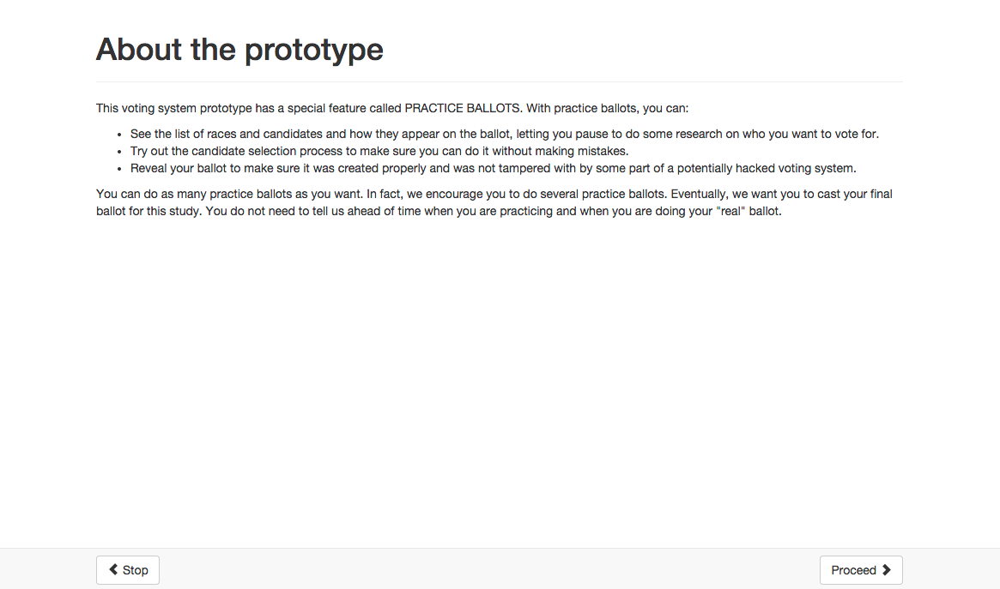 About the prototype
This voting system prototype has a special feature called PRACTICE BALLOTS. With practice ballots, you can:
• See the list of races and candidates and how they appear on the ballot, letting you pause to do some research on who you want to vote for.
• Try out the candidate selection process to make sure you can do it without making mistakes.
• Reveal your ballot to make sure it was created properly and was not tampered with by some part of a potentially hacked voting system.
You can do as many practice ballots as you want. In fact, we encourage you to do several practice ballots. Eventually, we want you to cast your final
ballot for this study. You do not need to tell us ahead of time when you are practicing and when you are doing your "real" ballot.
Stop
Proceed